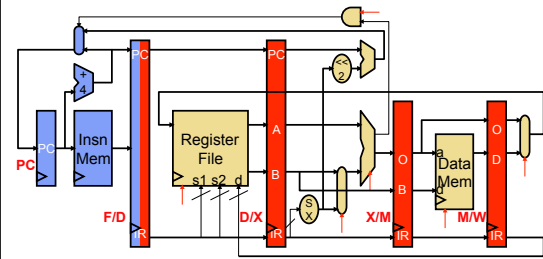 PC
PC
<<
2
+
4
A
O
O
PC
Insn
Mem
Register
File
a
Data
Mem
D
B
B
d
s1 s2 d
S
X
F/D
D/X
X/M
M/W
IR
IR
IR
IR
PC